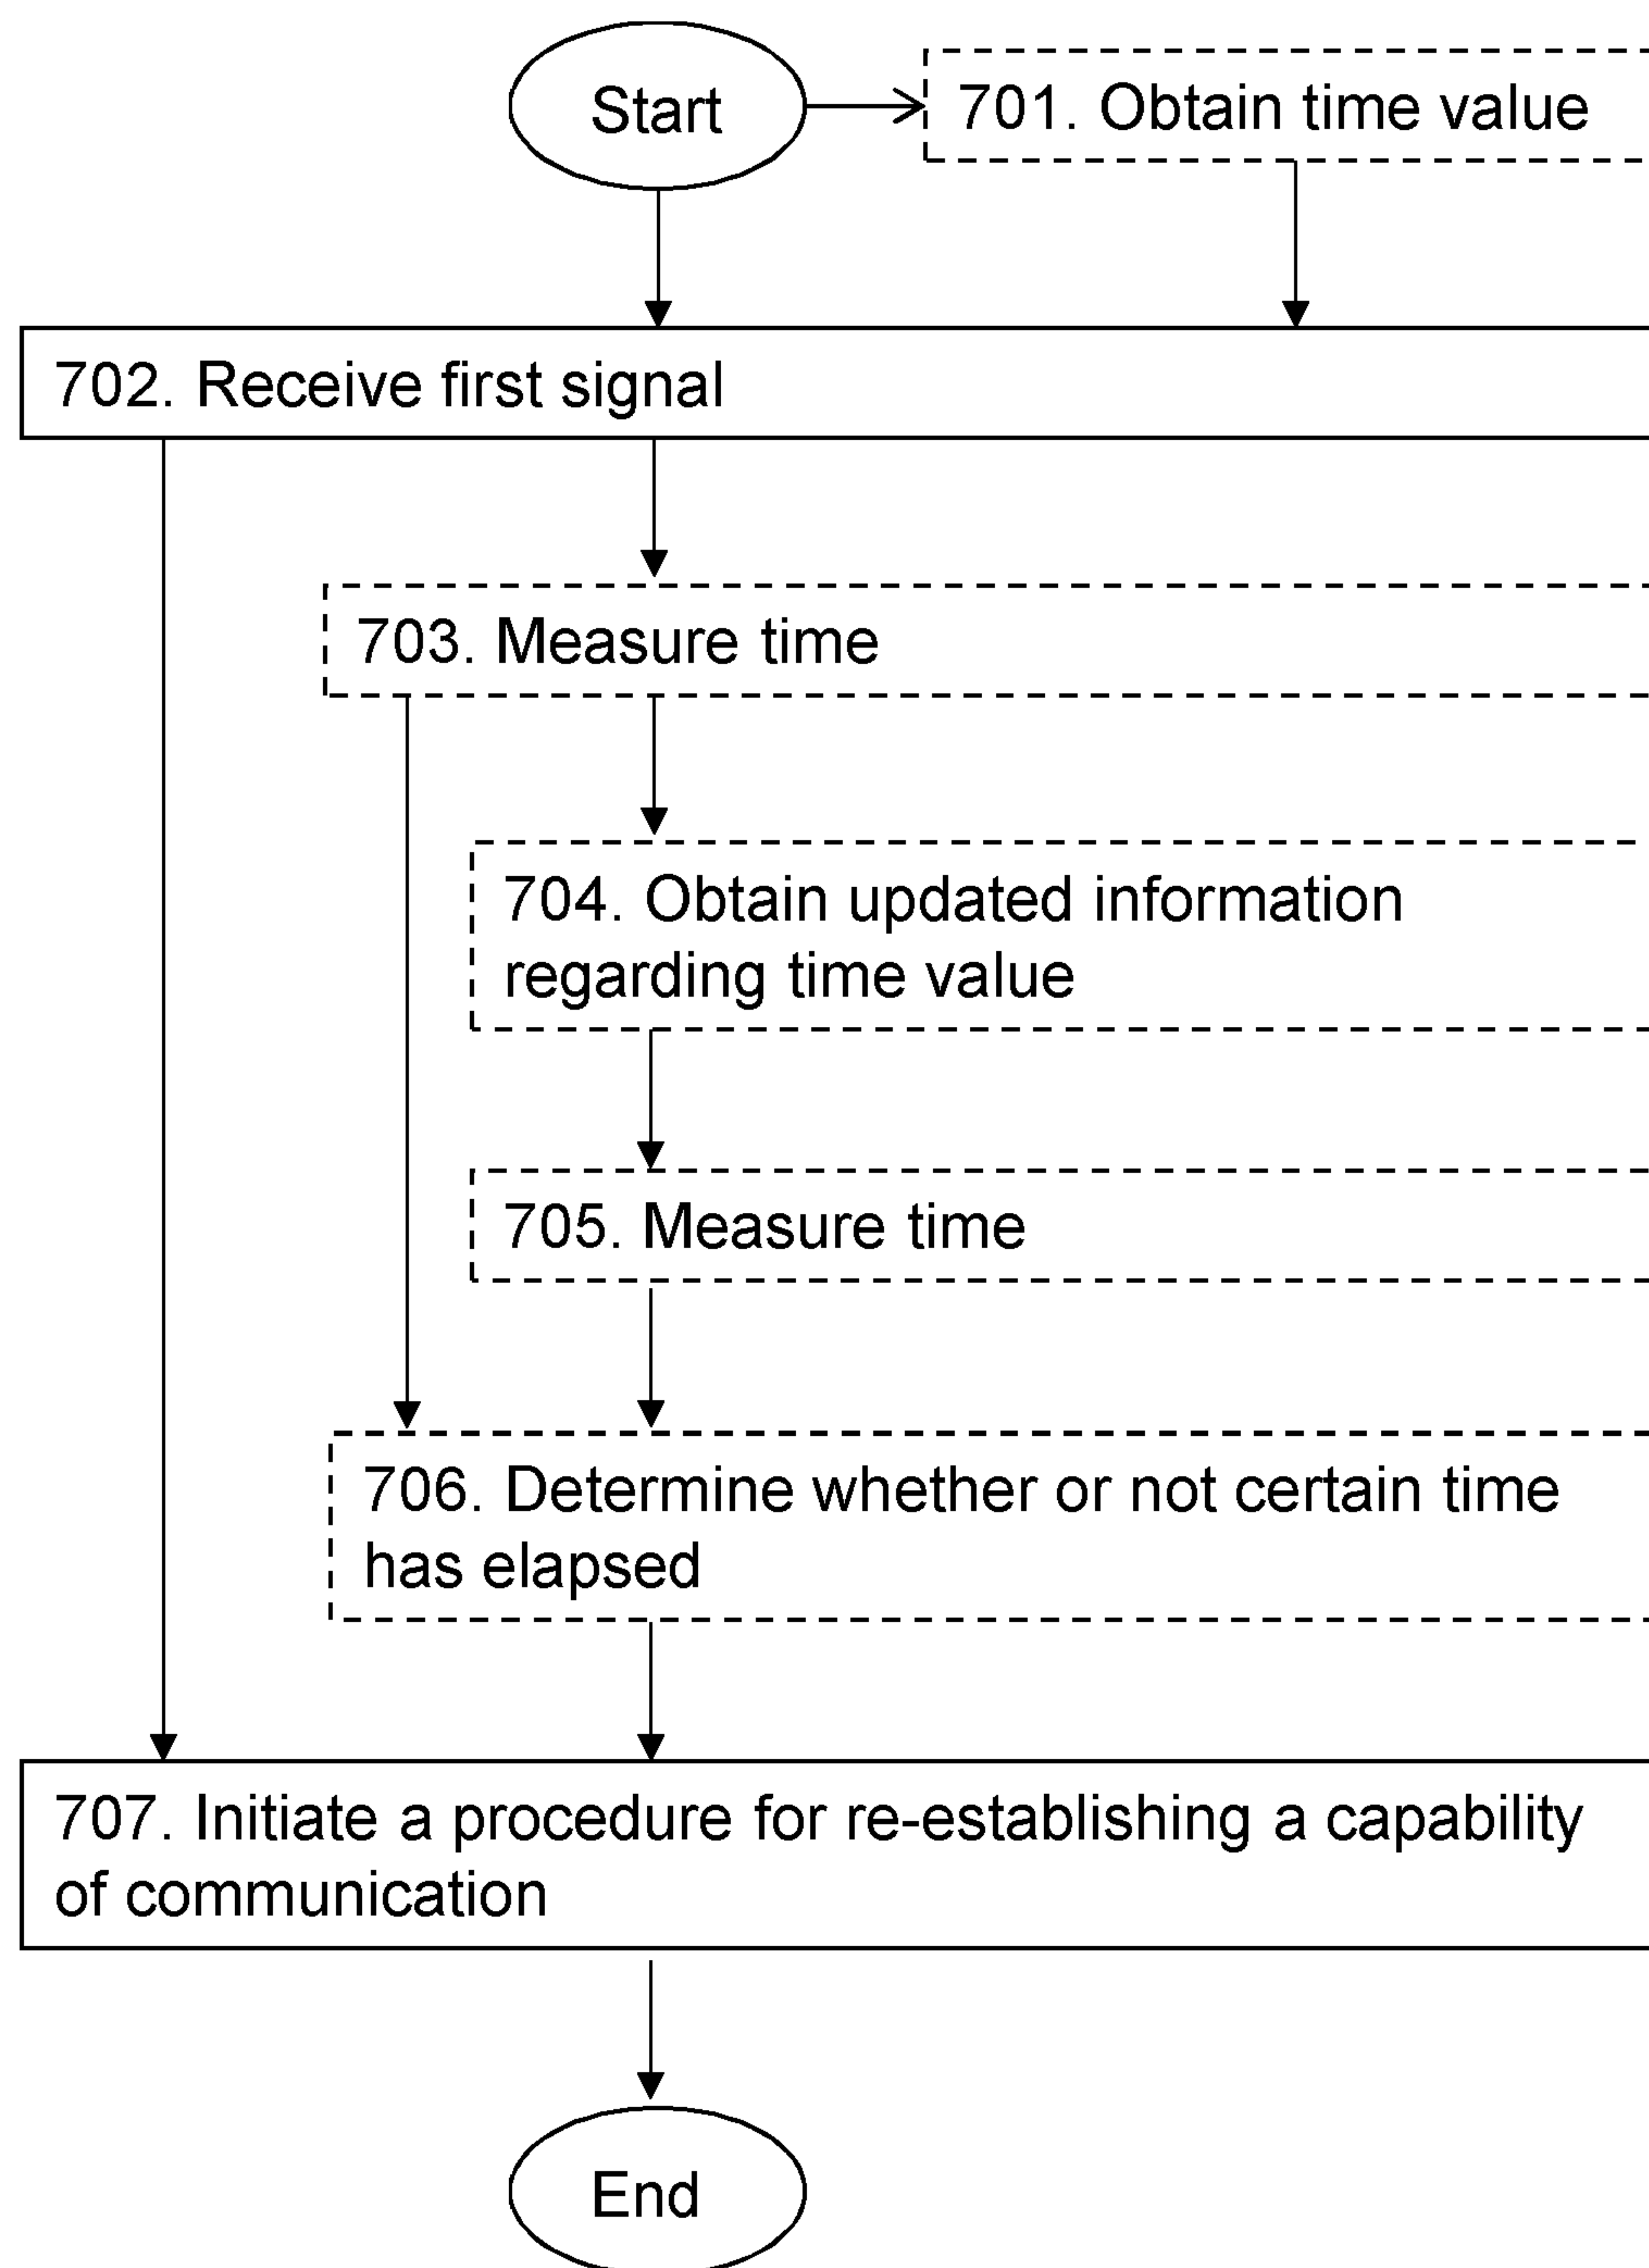 Start
701. Obtain time value
702. Receive first signal
703. Measure time
704. Obtain updated information
regarding time value
705. Measure time
706. Determine whether or not certain time
has elapsed
707. Initiate a procedure for re-establishing a capability
of communication
End